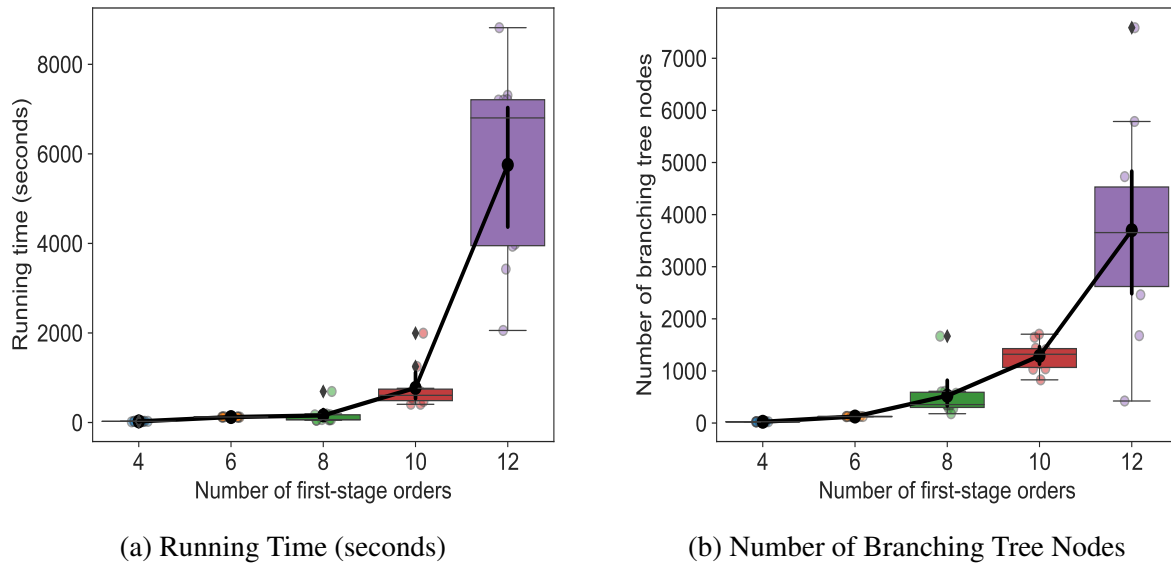 Running time (seconds)
8000
6000
4000
2000
0
4 6 8 10 12
Number of first-stage orders
(a) Running Time (seconds)
Number of branching tree nodes
7000
6000
5000
4000
3000
2000
1000
0
4 6 8 10 12
Number of first-stage orders
(b) Number of Branching Tree Nodes